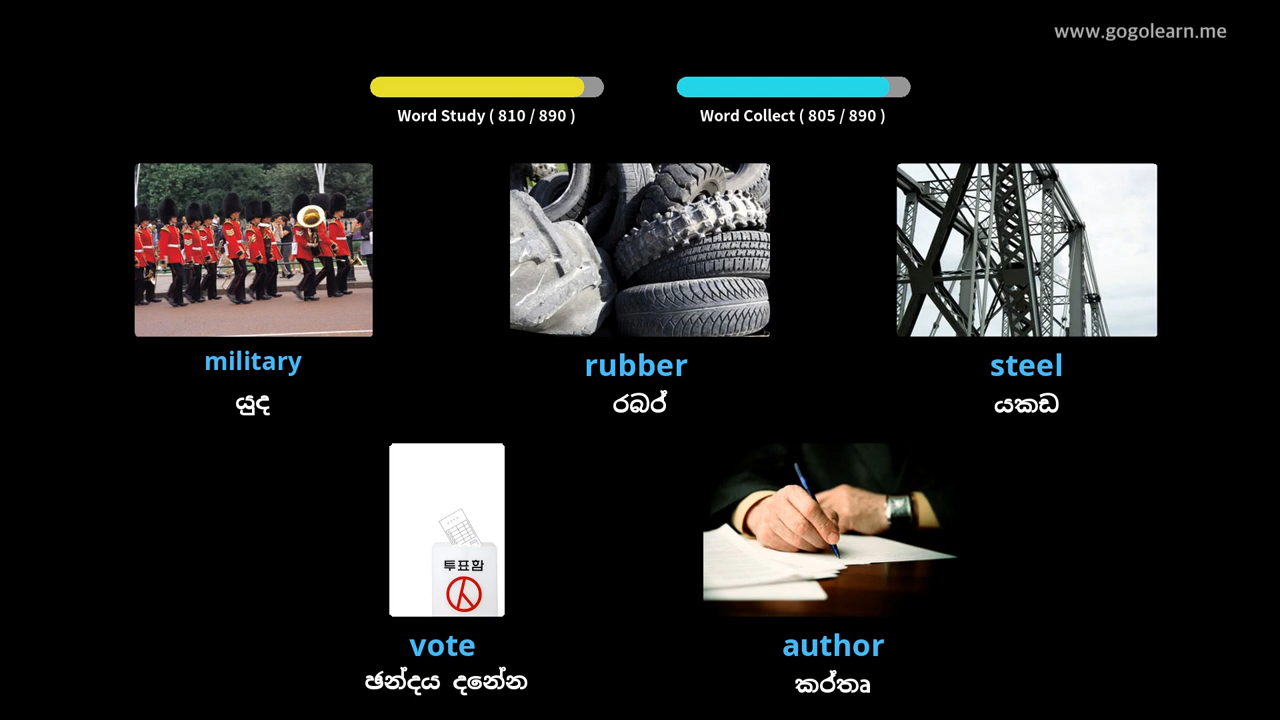 www.gogolearn.me
Word Study ( 810 / 890 )
Word Collect ( 805 / 890 )
military
යුද
rubber
රබර්
steel
යකඩ
투표함
vote
ඡන්දය දනේන
author
කර්තෘ